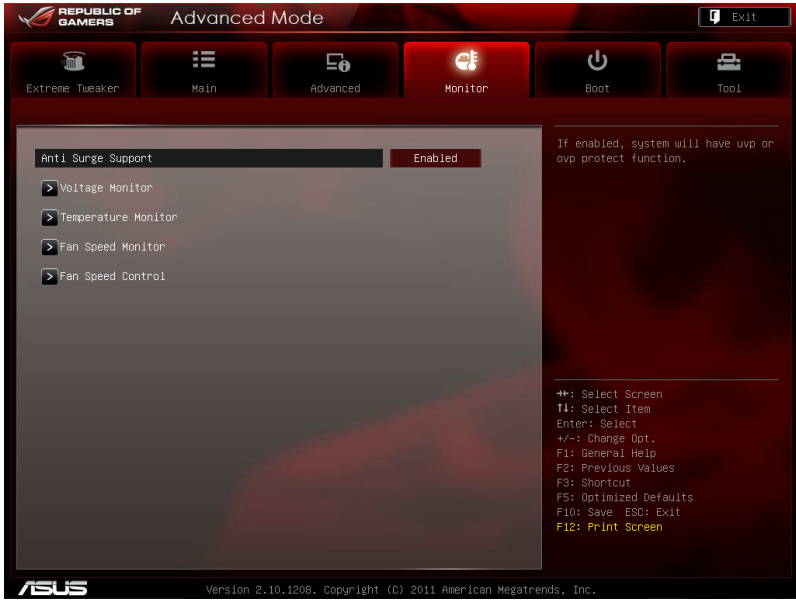 REPUBLIC OF
GAMERS
Advanced Mode
Exit
Extreme Tweaker
Main
Advanced
Monitor
Boot
Tool
Anti Surge Support
Enabled
> Voltage Monitor
> Temperature Monitor
> Fan Speed Monitor
> Fan Speed Control
If enabled, system will have uvp or
ovp protect function.
→←: Select Screen
↑↓: Select Item
Enter: Select
+/-: Change Opt.
F1: General Help
F2: Previous Values
F3: Shortcut
F5: Optimized Defaults
F10: Save  ESC: Exit
F12: Print Screen
ASUS
Version 2.10.1208. Copyright (C) 2011 American Megatrends, Inc.